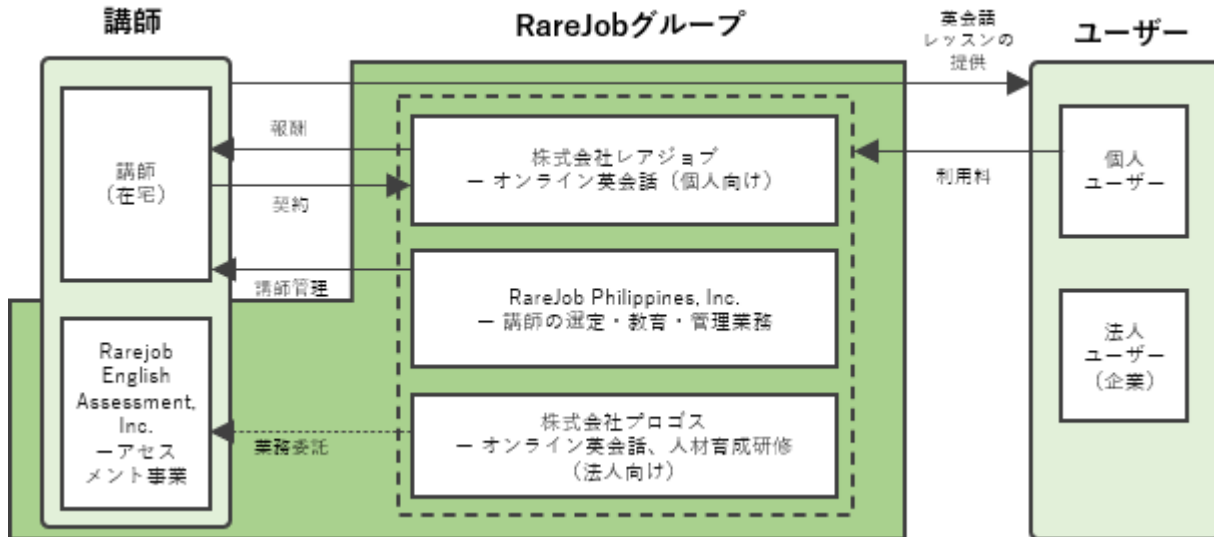 講師
RareJobグループ
英会話
レッスンの
提供
ユーザー
講師
(在宅)
報酬
契約
講師管理
Rarejob
English
Assessment,
Inc.
ーアセス
メント事業
業務委託
株式会社レアジョブ
ー オンライン英会話（個人向け）
RareJob Philippines, Inc.
ー 講師の選定・教育・管理業務
株式会社プロゴス
ー オンライン英会話、人材育成研修
（法人向け）
利用料
個人
ユーザー
法人
ユーザー
（企業）